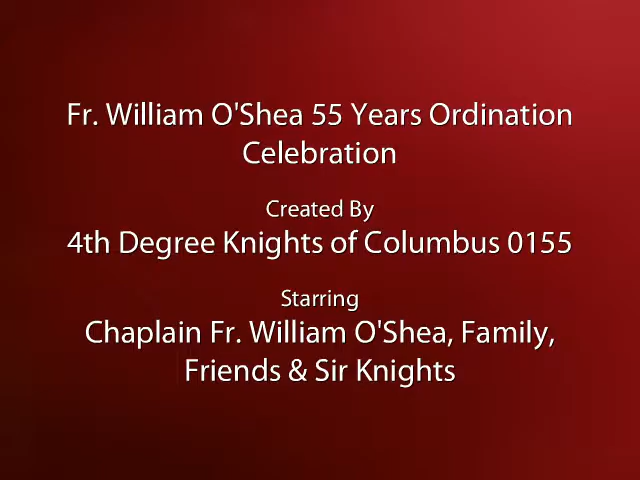 Fr. William O'Shea 55 Years Ordination
Celebration
Created By
4th Degree Knights of Columbus 0155
Starring
Chaplain Fr. William O'Shea, Family,
Friends & Sir Knights